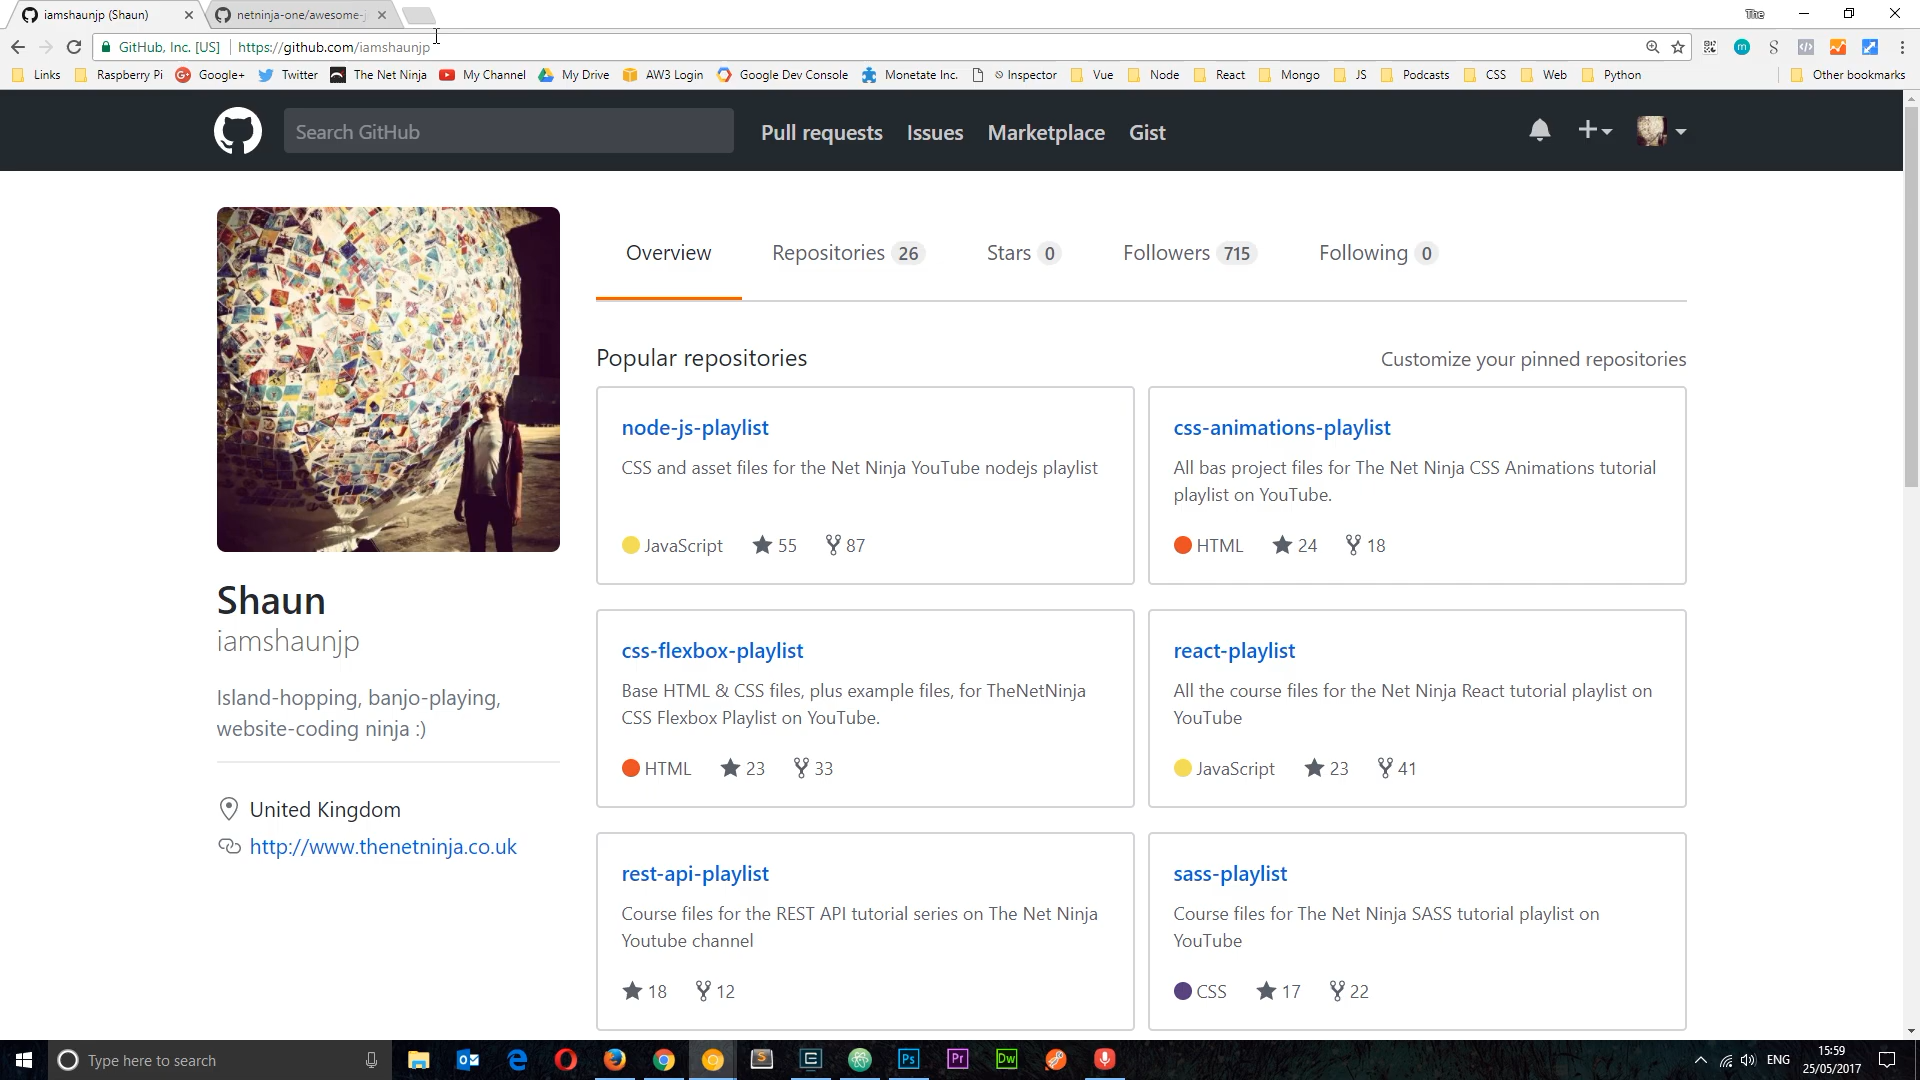 iamshaunjp (Shaun)
netninja-one/awesome-j
The
GitHub, Inc. [US]
https://github.com/iamshaunjp
Links
Raspberry Pi
Google+
Twitter
The Net Ninja
My Channel
My Drive
AW3 Login
Google Dev Console
Monetate Inc.
Inspector
Vue
Node
React
Mongo
JS
Podcasts
CSS
Web
Python
Other bookmarks
Search GitHub
Pull requests
Issues
Marketplace
Gist
Overview
Repositories 26
Stars 0
Followers 715
Following 0
Shaun
iamshaunjp
Island-hopping, banjo-playing,
website-coding ninja :)
United Kingdom
http://www.thenetninja.co.uk
Popular repositories
Customize your pinned repositories
node-js-playlist
CSS and asset files for the Net Ninja YouTube nodejs playlist
JavaScript 55 87
css-animations-playlist
All bas project files for The Net Ninja CSS Animations tutorial
playlist on YouTube.
HTML 24 18
css-flexbox-playlist
Base HTML & CSS files, plus example files, for TheNetNinja
CSS Flexbox Playlist on YouTube.
HTML 23 33
react-playlist
All the course files for the Net Ninja React tutorial playlist on
YouTube
JavaScript 23 41
rest-api-playlist
Course files for the REST API tutorial series on The Net Ninja
Youtube channel
18 12
sass-playlist
Course files for The Net Ninja SASS tutorial playlist on
YouTube
CSS 17 22
Type here to search
Ps
Pr
Dw
ENG
15:59
25/05/2017